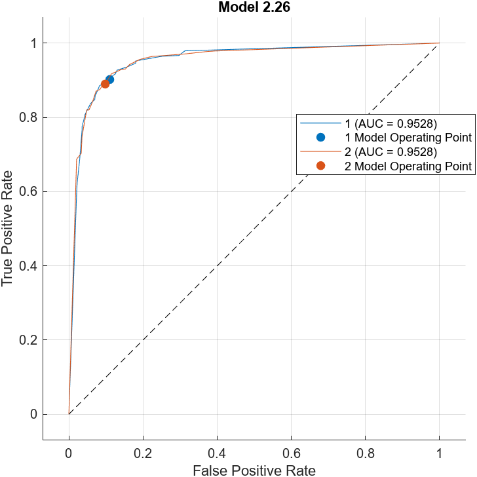 Model 2.26
1
0.8
0.6
0.4
0.2
0
True Positive Rate
1 (AUC = 0.9528)
1 Model Operating Point
2 (AUC = 0.9528)
2 Model Operating Point
0 0.2 0.4 0.6 0.8 1
False Positive Rate